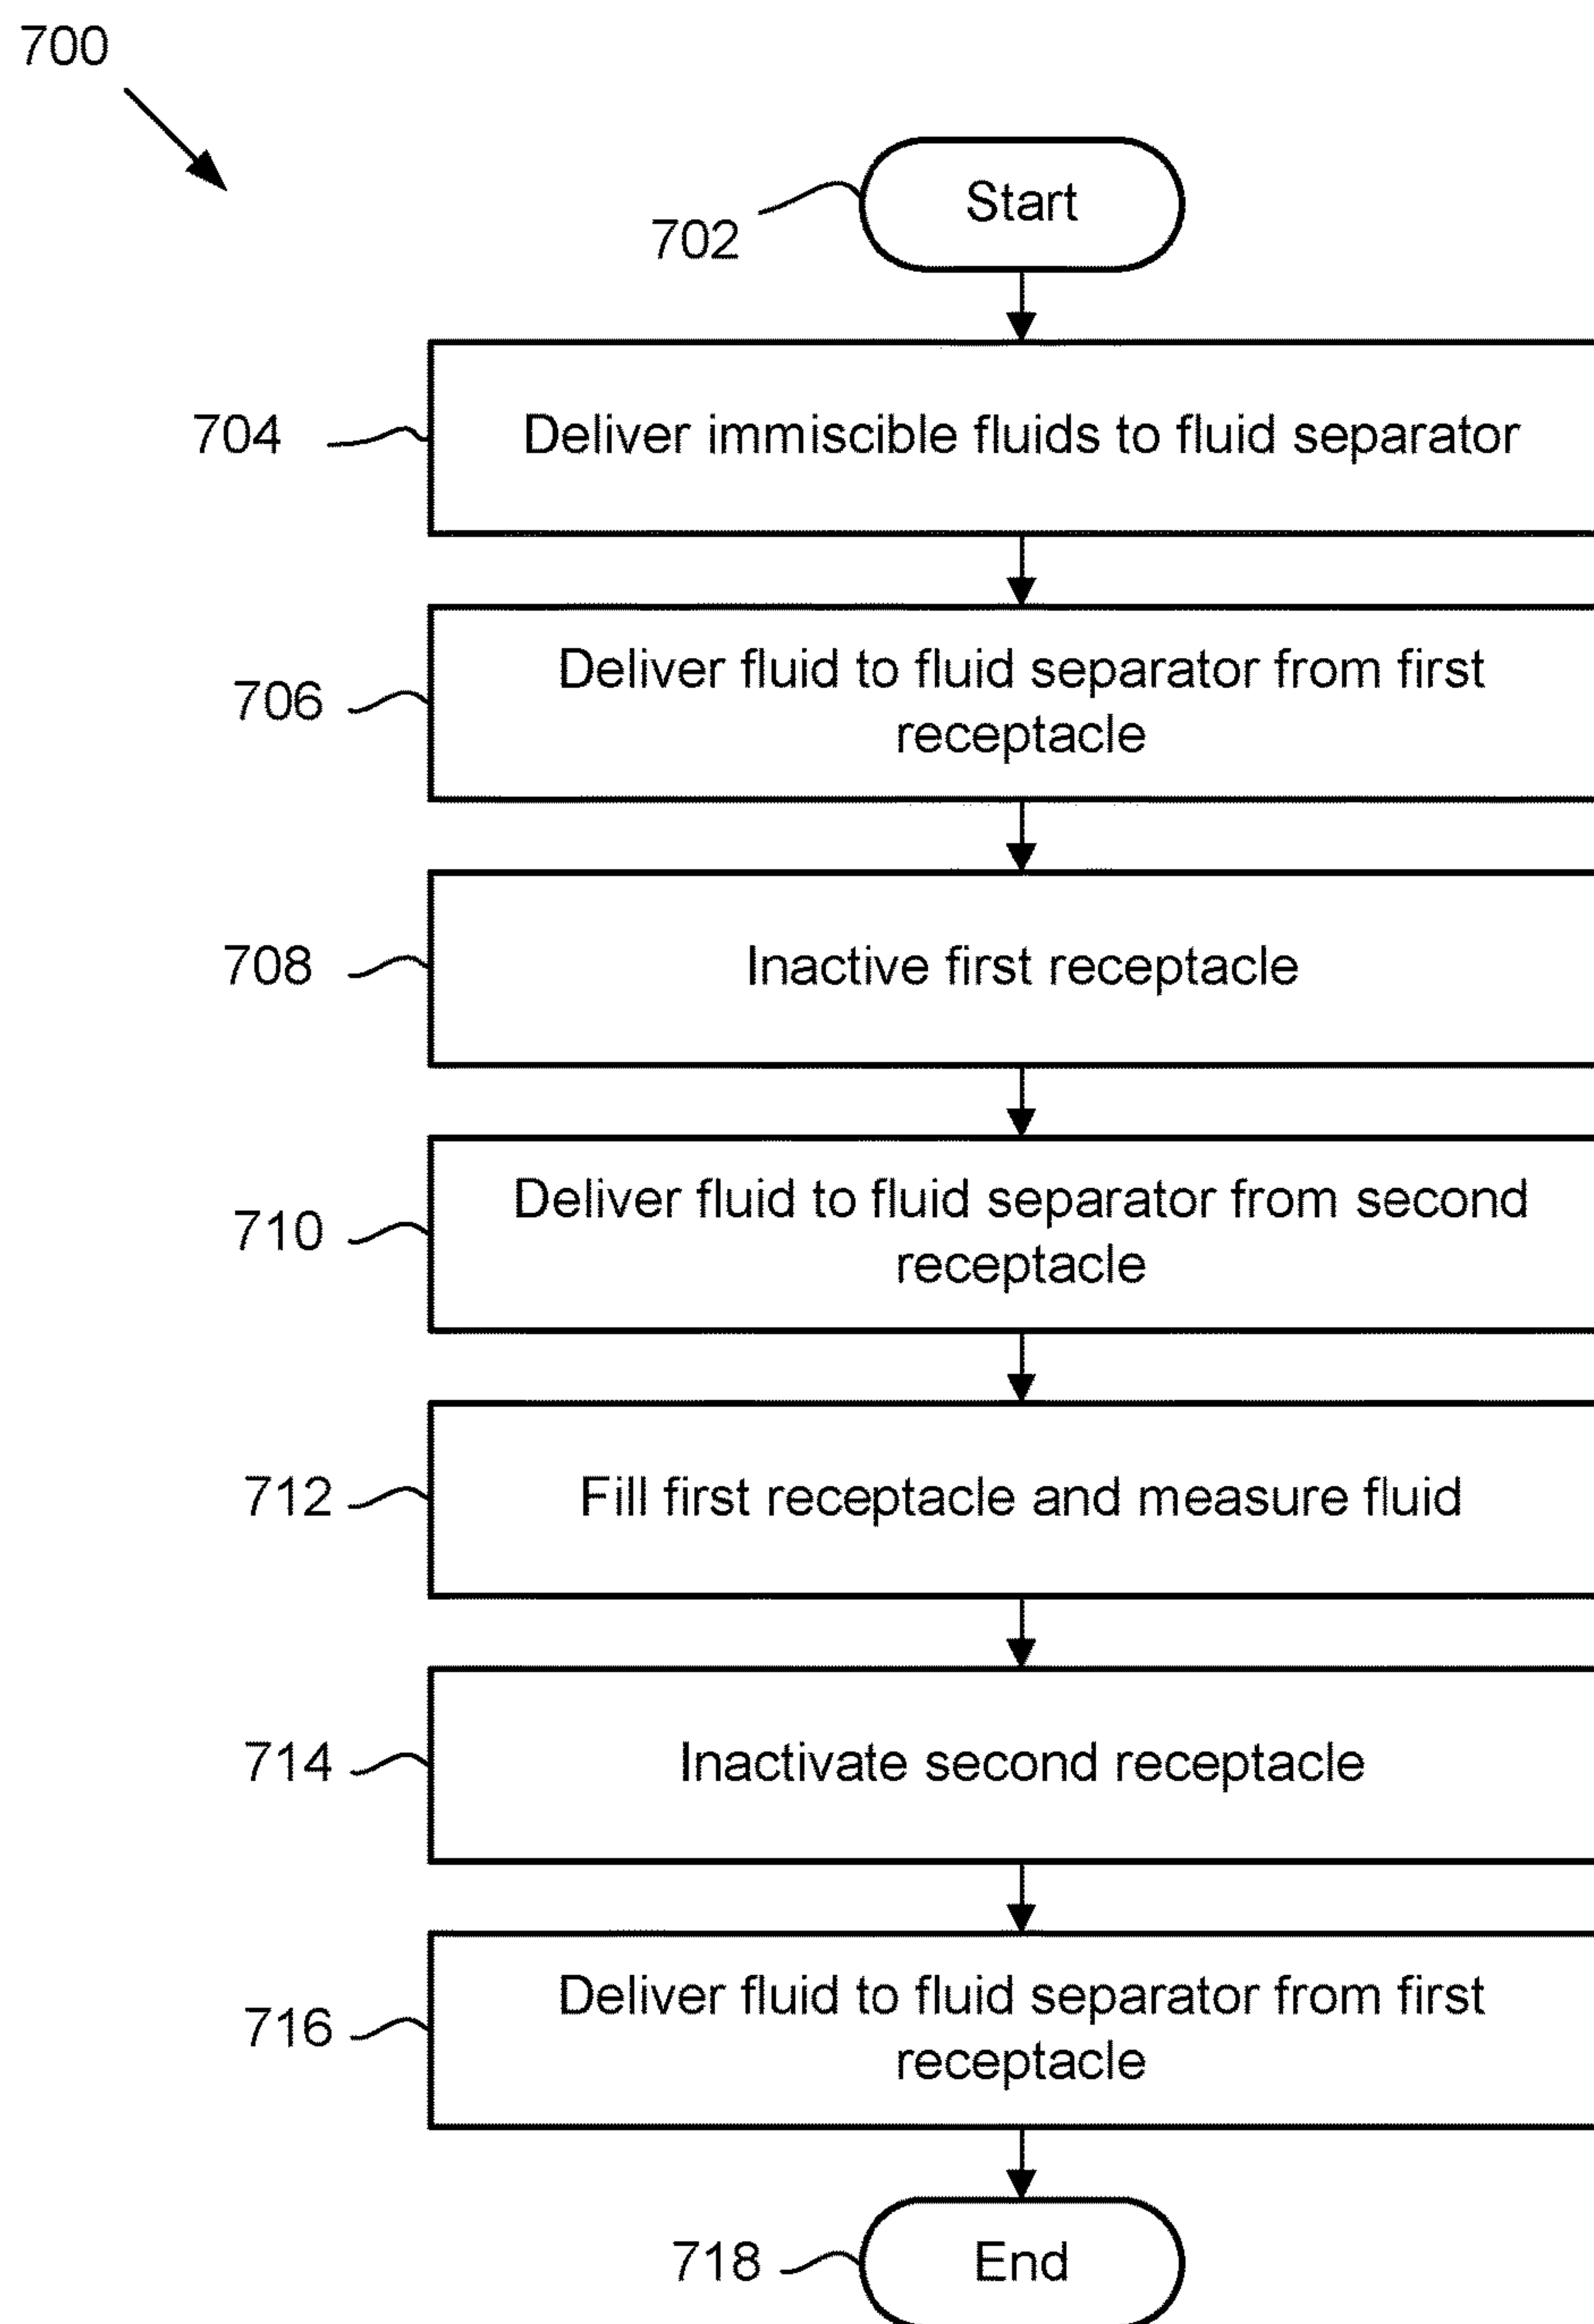 700
Start
702
Deliver immiscible fluids to fluid separator
704
Deliver fluid to fluid separator from first
receptacle
706
Inactive first receptacle
708
Deliver fluid to fluid separator from second
receptacle
710
Fill first receptacle and measure fluid
712
Inactivate second receptacle
714
Deliver fluid to fluid separator from first
receptacle
716
End
718